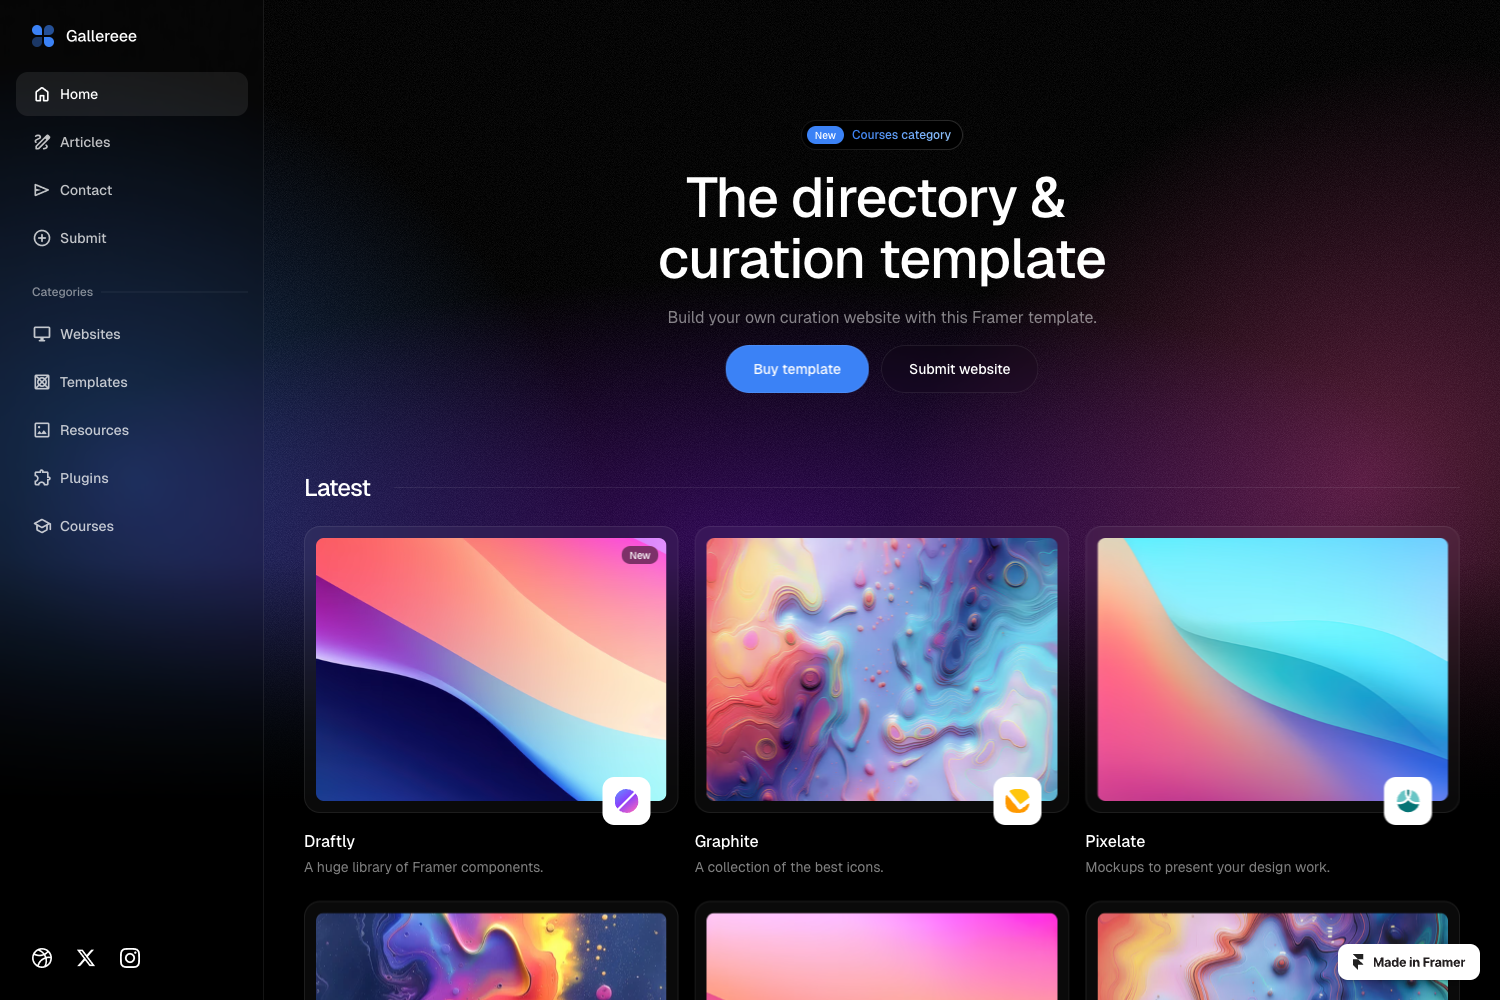 Gallereee
Home
Articles
Contact
Submit
Categories
Websites
Templates
Resources
Plugins
Courses
New Courses category
The directory &
curation template
Build your own curation website with this Framer template.
Buy template
Submit website
Latest
New
Draftly
A huge library of Framer components.
Graphite
A collection of the best icons.
Pixelate
Mockups to present your design work.
Made in Framer